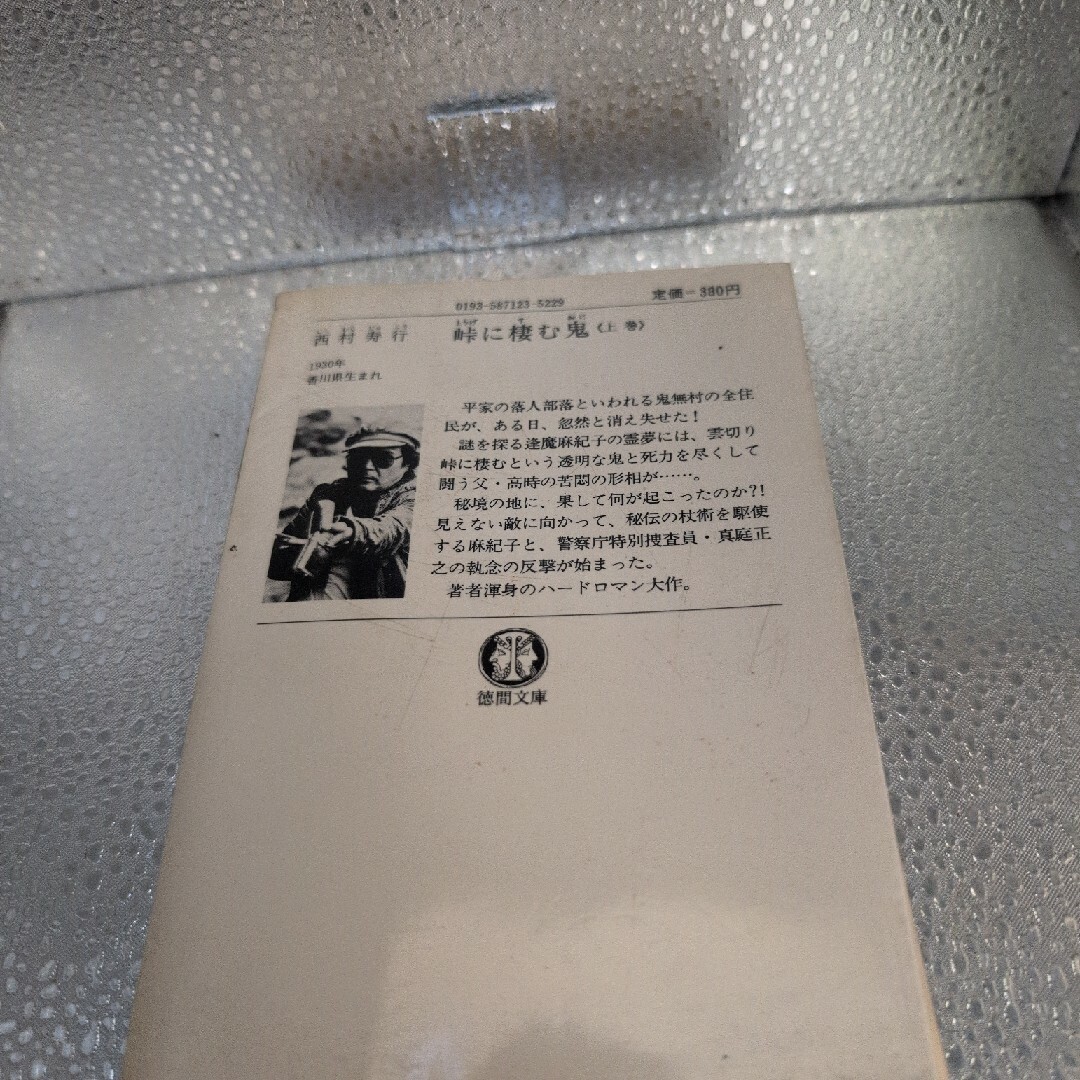 0193-587123-5229
定価=380円
西村寿行
とうげ す おに
峠に棲む鬼〈上巻〉
1930年
香川県生まれ
平家の落人部落といわれる鬼無村の全住
民が、ある日、忽然と消え失せた!
謎を探る逢魔麻紀子の霊夢には、雲切り
峠に棲むという透明な鬼と死力を尽くして
闘う父・高時の苦悶の形相が……。
秘境の地に、果して何が起こったのか?!
見えない敵に向かって、秘伝の杖術を駆使
する麻紀子と、警察庁特別捜査員・真庭正
之の執念の反撃が始まった。
著者渾身のハードロマン大作。
徳間文庫